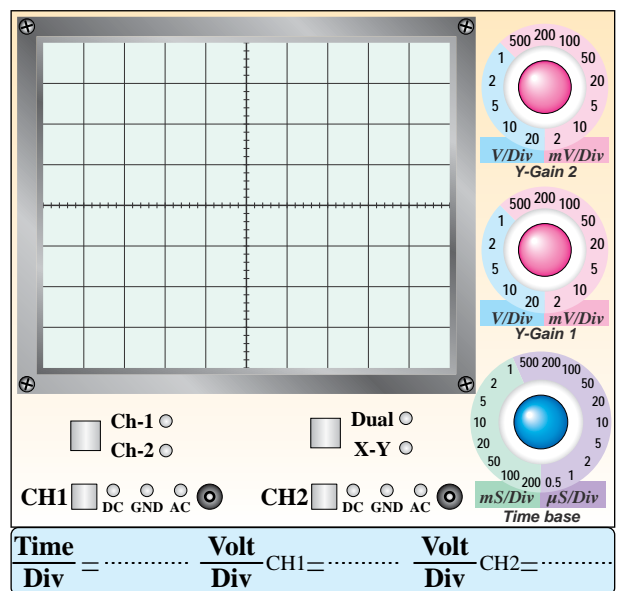 500 200 100
1 50
2 20
5 5
10 10
20 2
V/Div mV/Div
Y-Gain 2
500 200 100
1 50
2 20
5 5
10 10
20 2
V/Div mV/Div
Y-Gain 1
500 200 100
1 50
2 20
5 10
10 5
20 2
50 1
100 200 0.5
mS/Div µS/Div
Time base
Ch-1
Ch-2
Dual
X-Y
CH1 DC GND AC
CH2 DC GND AC
Time/Div = ............ Volt/Div CH1= .......... Volt/Div CH2= ............